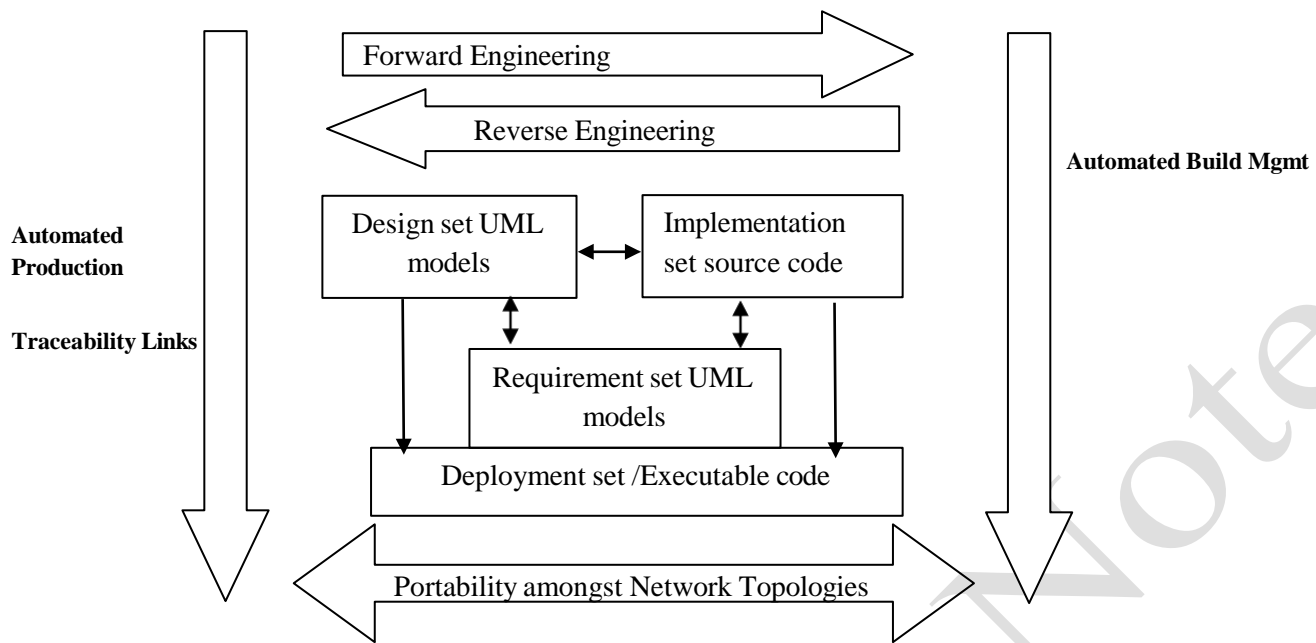 Forward Engineering
Reverse Engineering
Automated Build Mgmt
Automated
Production
Traceability Links
Design set UML
models
Implementation
set source code
Requirement set UML
models
Deployment set /Executable code
Portability amongst Network Topologies
Note